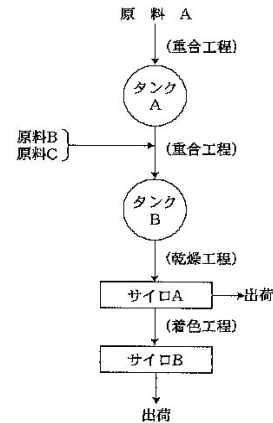 原 料 A
(重合工程)
タンク
A
原料B
原料C
(重合工程)
タンク
B
(乾燥工程)
サイロA
出荷
(着色工程)
サイロB
出荷